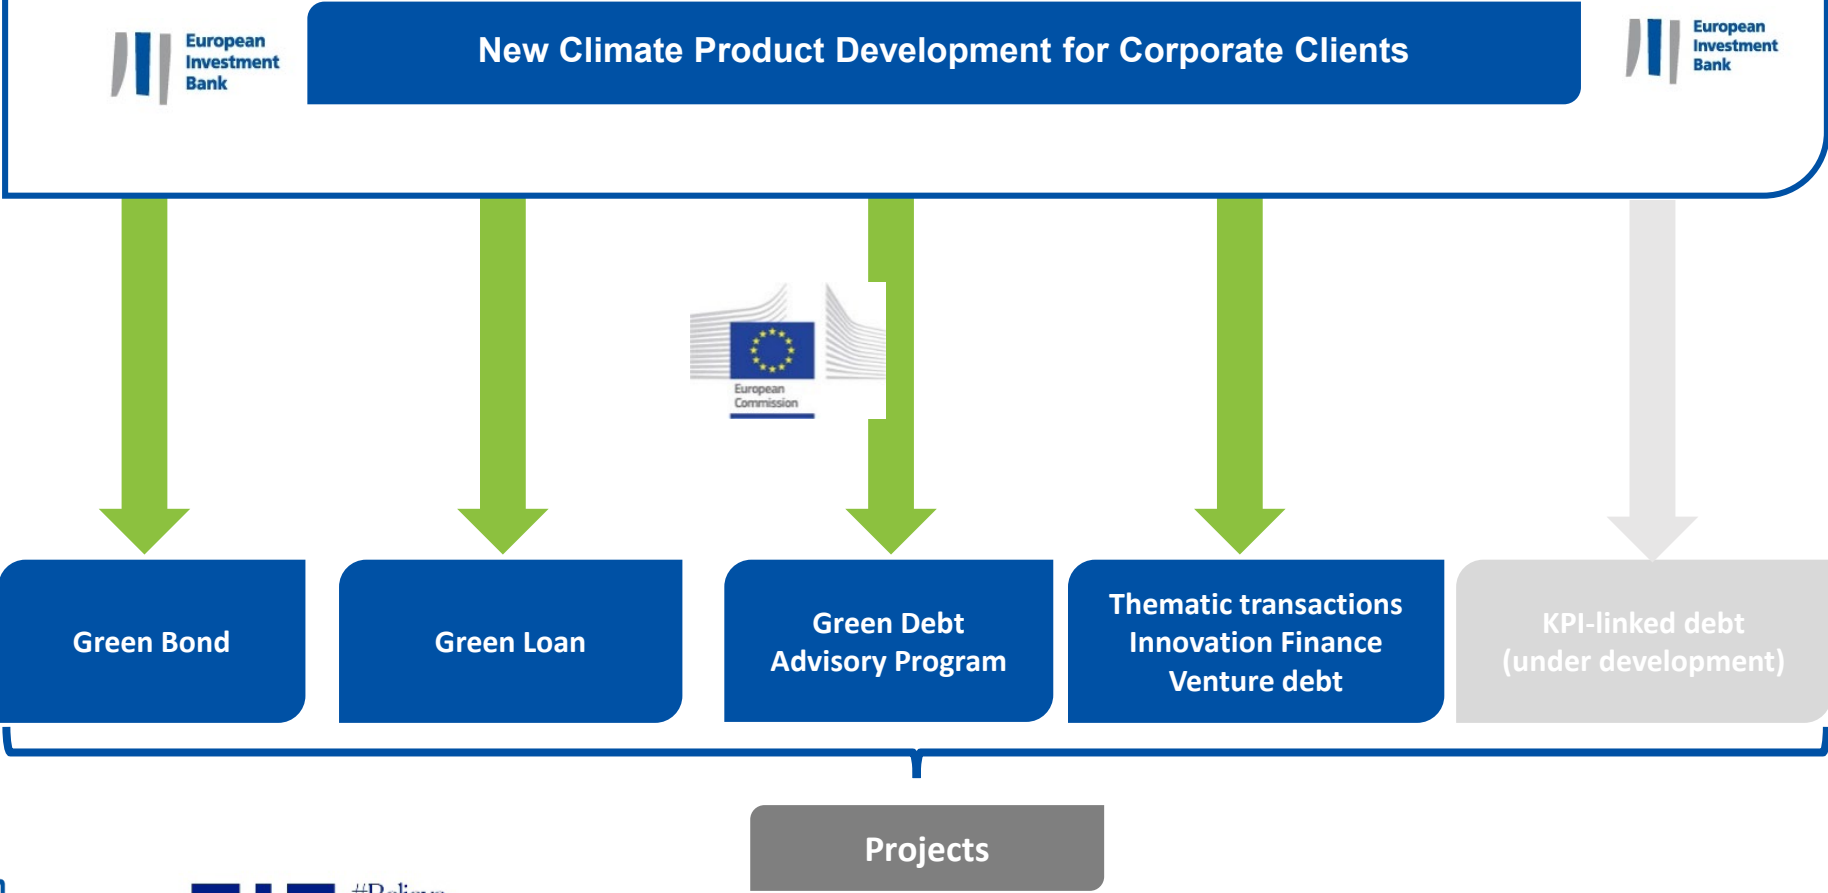 European
Investment
Bank
New Climate Product Development for Corporate Clients
European
Investment
Bank
European
Commission
Green Bond
Green Loan
Green Debt
Advisory Program
Thematic transactions
Innovation Finance
Venture debt
KPI-linked debt
(under development)
Projects